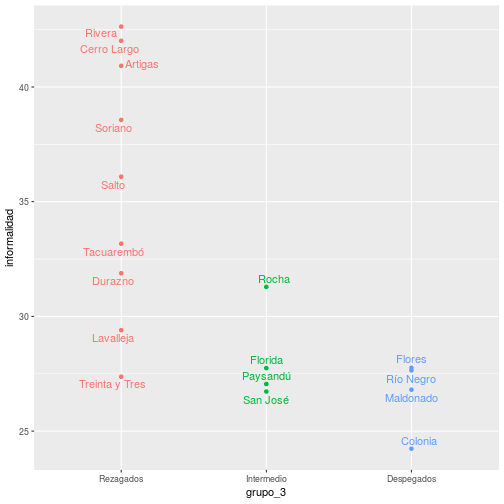 Rivera
Cerro Largo
Artigas
40
Soriano
35
Salto
Tacuarembó
Durazno
Rocha
30
Lavalleja
Florida
Flores
Paysandú
Río Negro
Treinta y Tres
San José
Maldonado
25
Colonia
informalidad
Rezagados
Intermedio
Despegados
grupo_3